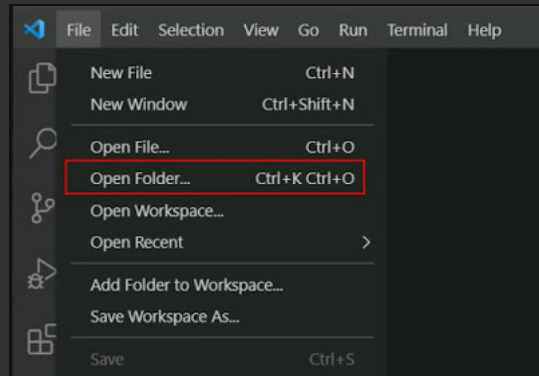 File Edit Selection View Go Run Terminal Help
New File Ctrl+N
New Window Ctrl+Shift+N
Open File... Ctrl+O
Open Folder... Ctrl+K Ctrl+O
Open Workspace...
Open Recent >
Add Folder to Workspace...
Save Workspace As...
Save Ctrl+S